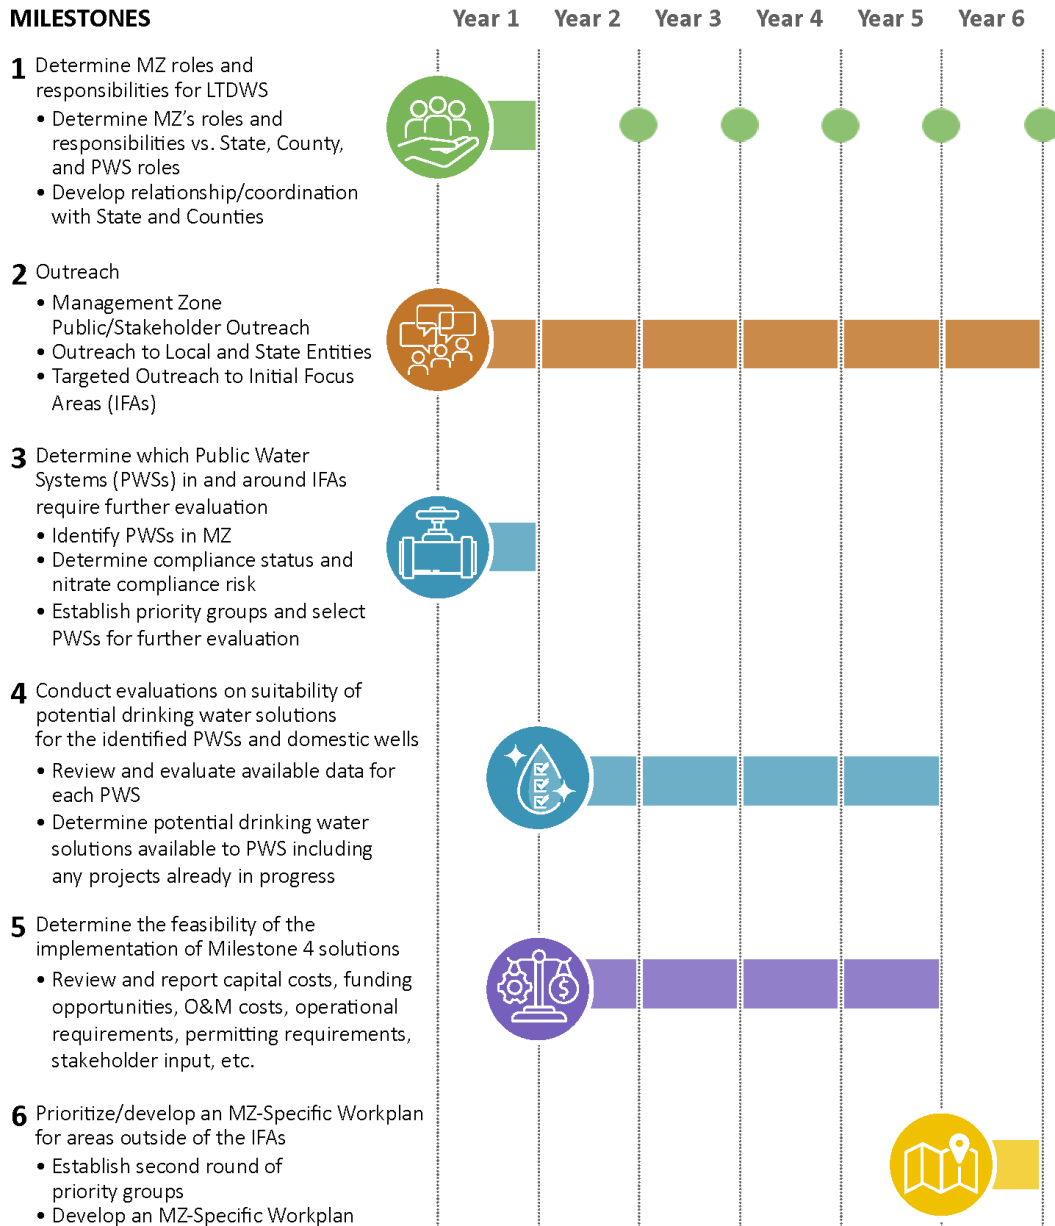 MILESTONES
Year 1 Year 2 Year 3 Year 4 Year 5 Year 6
1 Determine MZ roles and
responsibilities for LTDWS
• Determine MZ's roles and
responsibilities vs. State, County,
and PWS roles
• Develop relationship/coordination
with State and Counties
2 Outreach
• Management Zone
Public/Stakeholder Outreach
• Outreach to Local and State Entities
• Targeted Outreach to Initial Focus
Areas (IFAs)
3 Determine which Public Water
Systems (PWSs) in and around IFAs
require further evaluation
• Identify PWSs in MZ
• Determine compliance status and
nitrate compliance risk
• Establish priority groups and select
PWSs for further evaluation
4 Conduct evaluations on suitability of
potential drinking water solutions
for the identified PWSs and domestic wells
• Review and evaluate available data for
each PWS
• Determine potential drinking water
solutions available to PWS including
any projects already in progress
5 Determine the feasibility of the
implementation of Milestone 4 solutions
• Review and report capital costs, funding
opportunities, O&M costs, operational
requirements, permitting requirements,
stakeholder input, etc.
$
6 Prioritize/develop an MZ-Specific Workplan
for areas outside of the IFAs
• Establish second round of
priority groups
• Develop an MZ-Specific Workplan